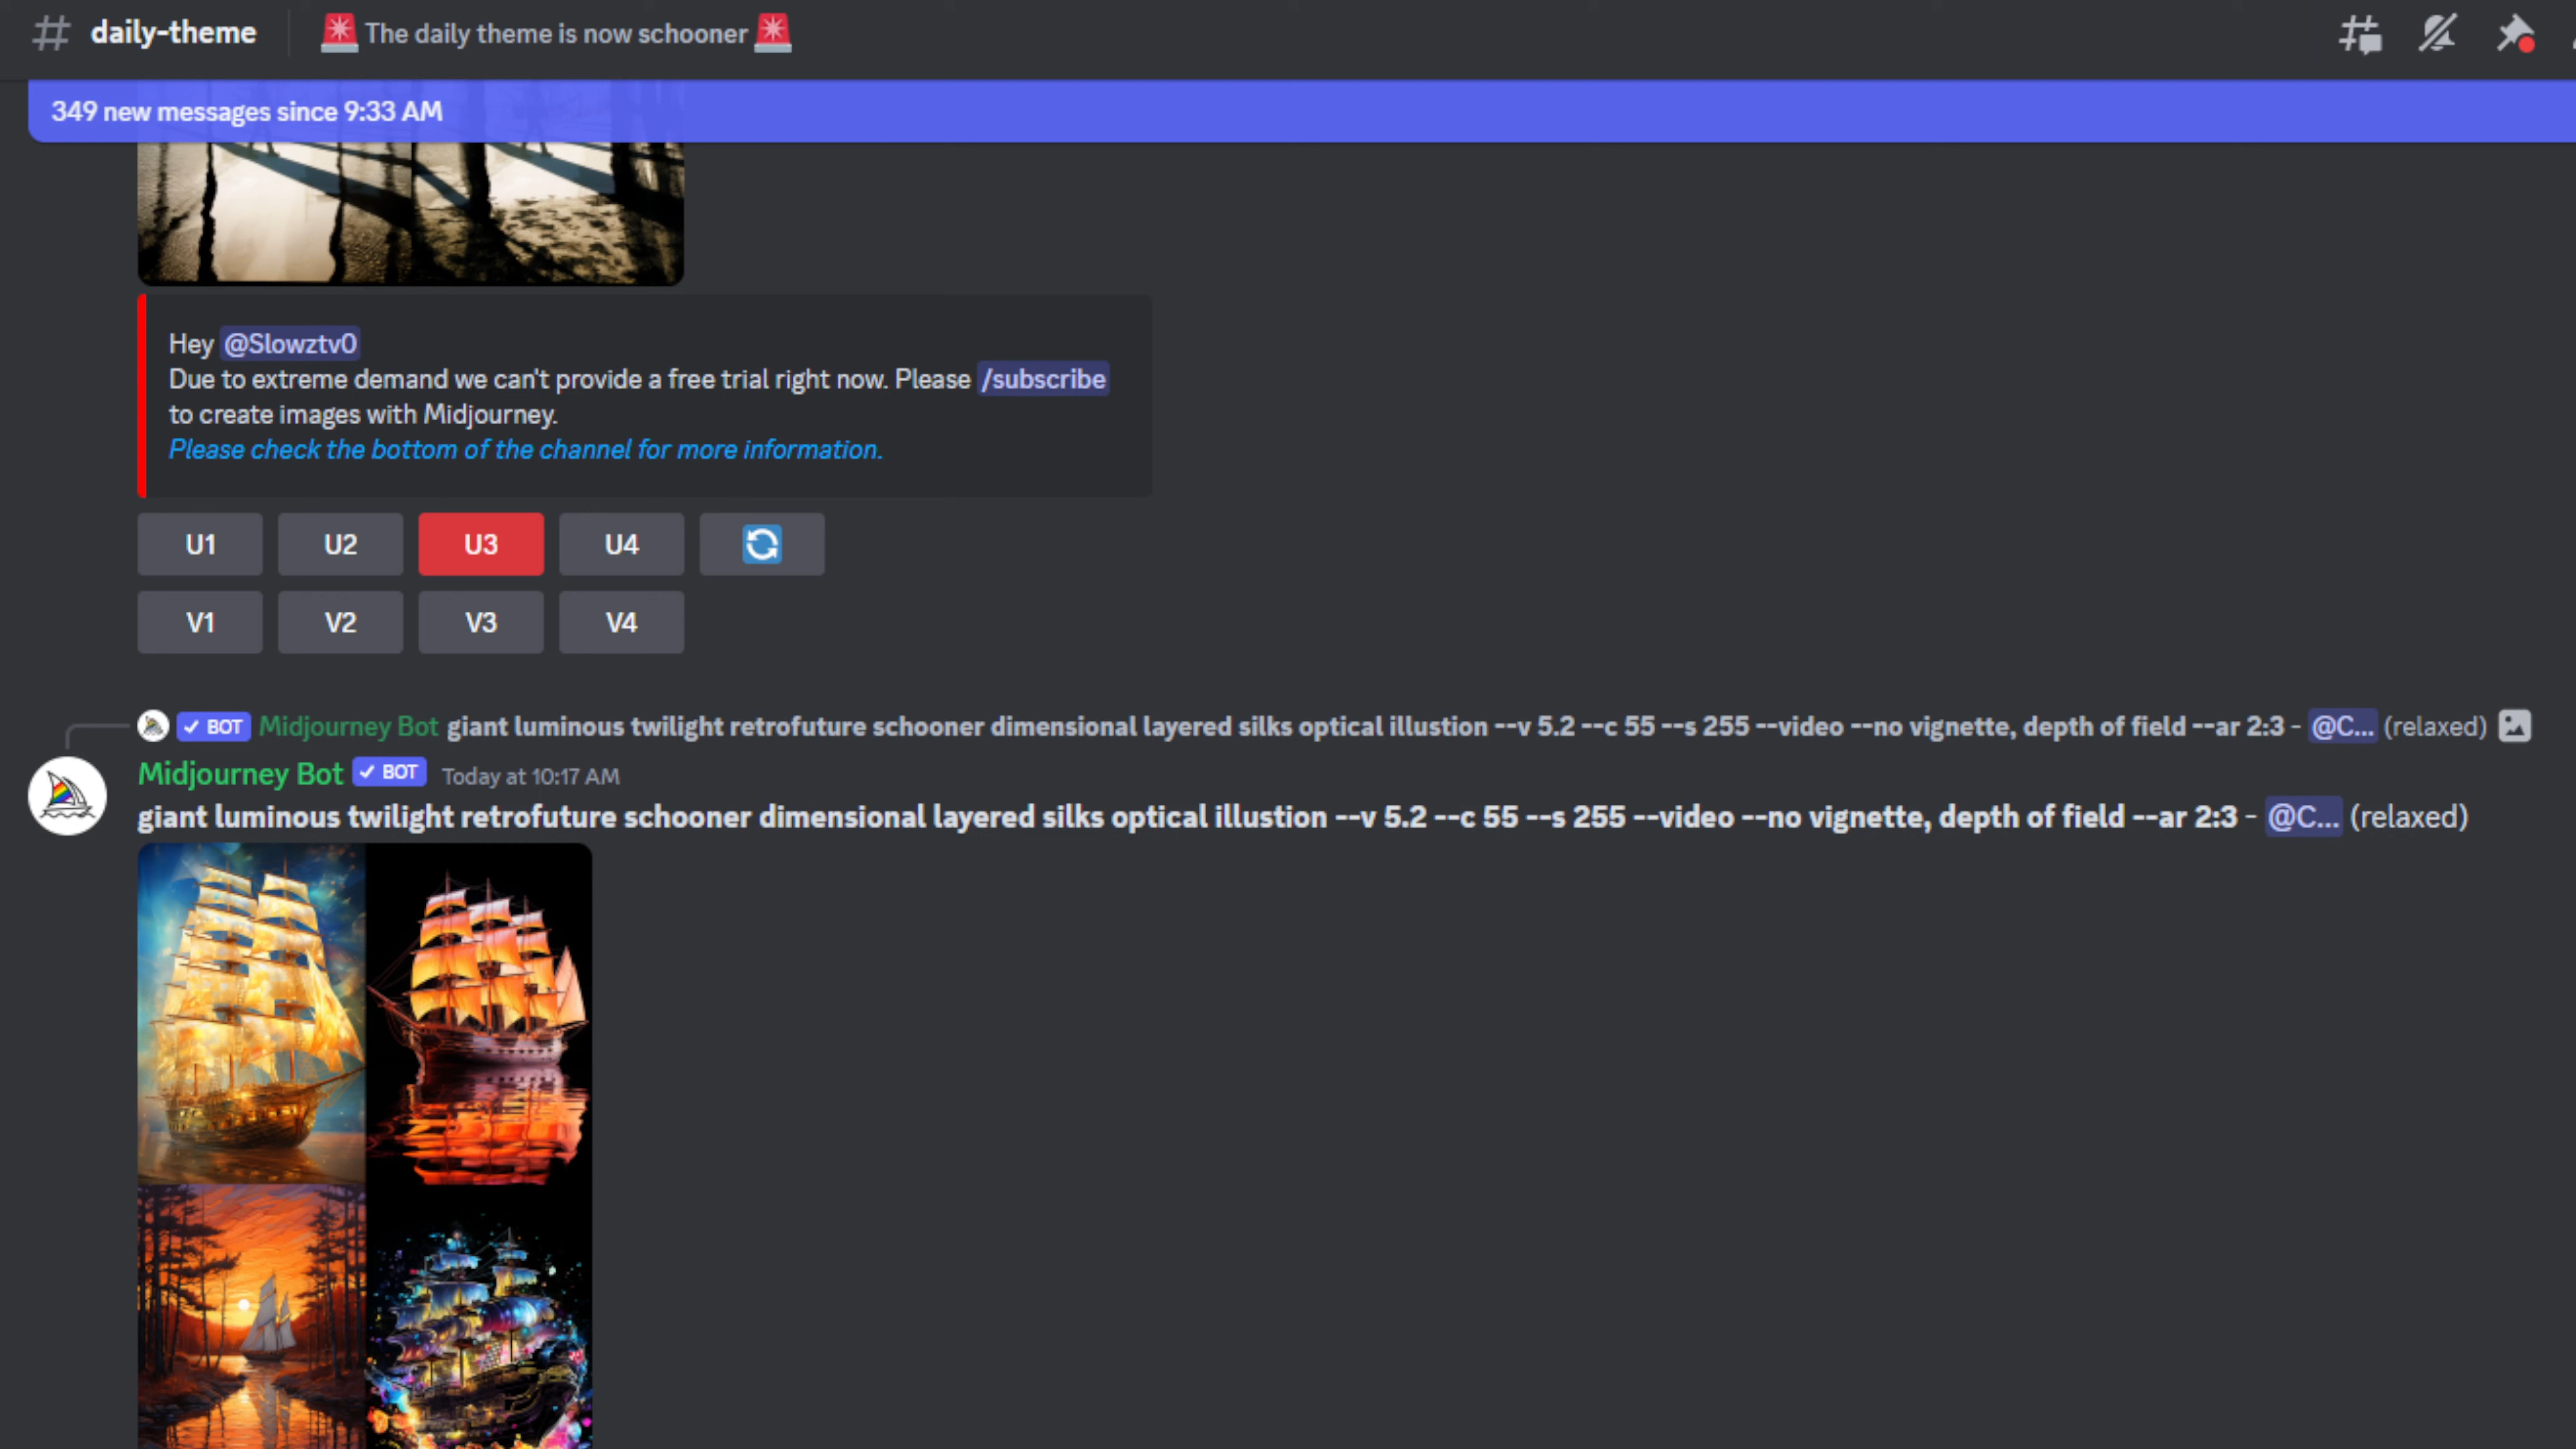 daily-theme
The daily theme is now schooner
349 new messages since 9:33 AM
Hey @Slowztv0
Due to extreme demand we can't provide a free trial right now. Please /subscribe
to create images with Midjourney.
Please check the bottom of the channel for more information.
U1 U2 U3 U4
V1 V2 V3 V4
BOT Midjourney Bot giant luminous twilight retrofuture schooner dimensional layered silks optical illustion --v 5.2 --c 55 --s 255 --video --no vignette, depth of field --ar 2:3 - @C... (relaxed)
Midjourney Bot BOT Today at 10:17 AM
giant luminous twilight retrofuture schooner dimensional layered silks optical illustion --v 5.2 --c 55 --s 255 --video --no vignette, depth of field --ar 2:3 - @C... (relaxed)